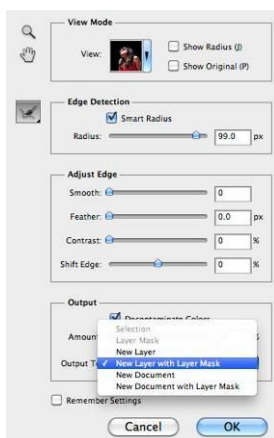 View Mode
View:
Show Radius (J)
Show Original (P)
Edge Detection
Smart Radius
Radius: 99.0 px
Adjust Edge
Smooth: 0
Feather: 0.0 px
Contrast: 0 %
Shift Edge: 0 %
Output
Decontaminate Colors
Amount %
Selection
Layer Mask
New Layer
Output T ✓ New Layer with Layer Mask
New Document
New Document with Layer Mask
Remember Settings
Cancel OK